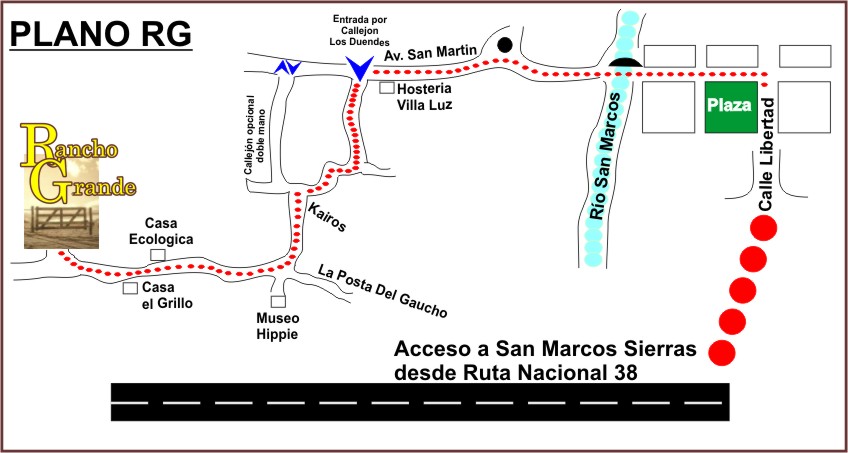 PLANO RG
Entrada por
Callejon
Los Duendes
Av. San Martin
Hosteria
Villa Luz
Callejón opcional
doble mano
Río San Marcos
Plaza
Calle Libertad
Rancho
Grande
Kairos
Casa
Ecologica
Casa
el Grillo
La Posta Del Gaucho
Museo
Hippie
Acceso a San Marcos Sierras
desde Ruta Nacional 38